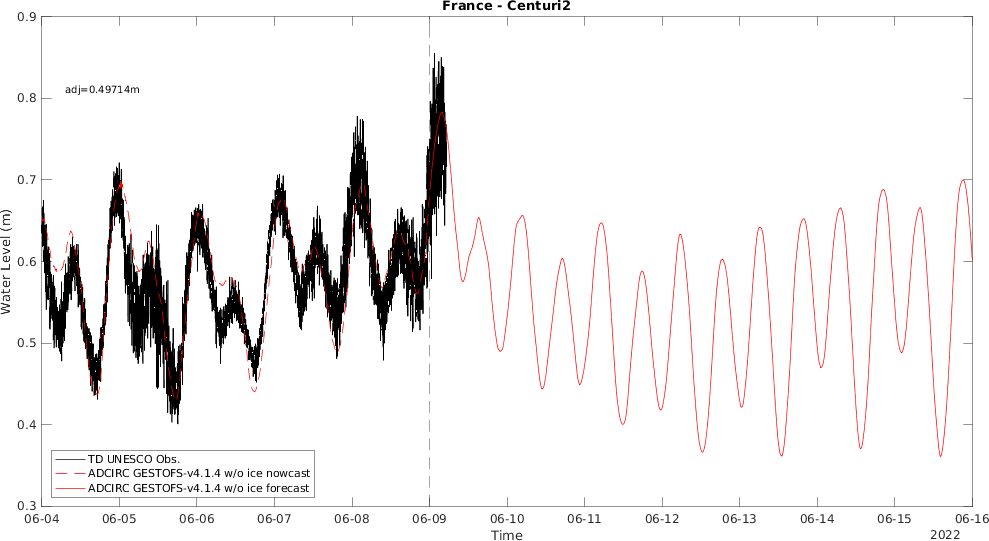 France - Centuri2
0.9
0.8
0.7
0.6
0.5
0.4
0.3
Water Level (m)
adj=0.49714m
TD UNESCO Obs.
ADCIRC GESTOFS-v4.1.4 w/o ice nowcast
ADCIRC GESTOFS-v4.1.4 w/o ice forecast
06-04 06-05 06-06 06-07 06-08 06-09 06-10 06-11 06-12 06-13 06-14 06-15 06-16
Time
2022